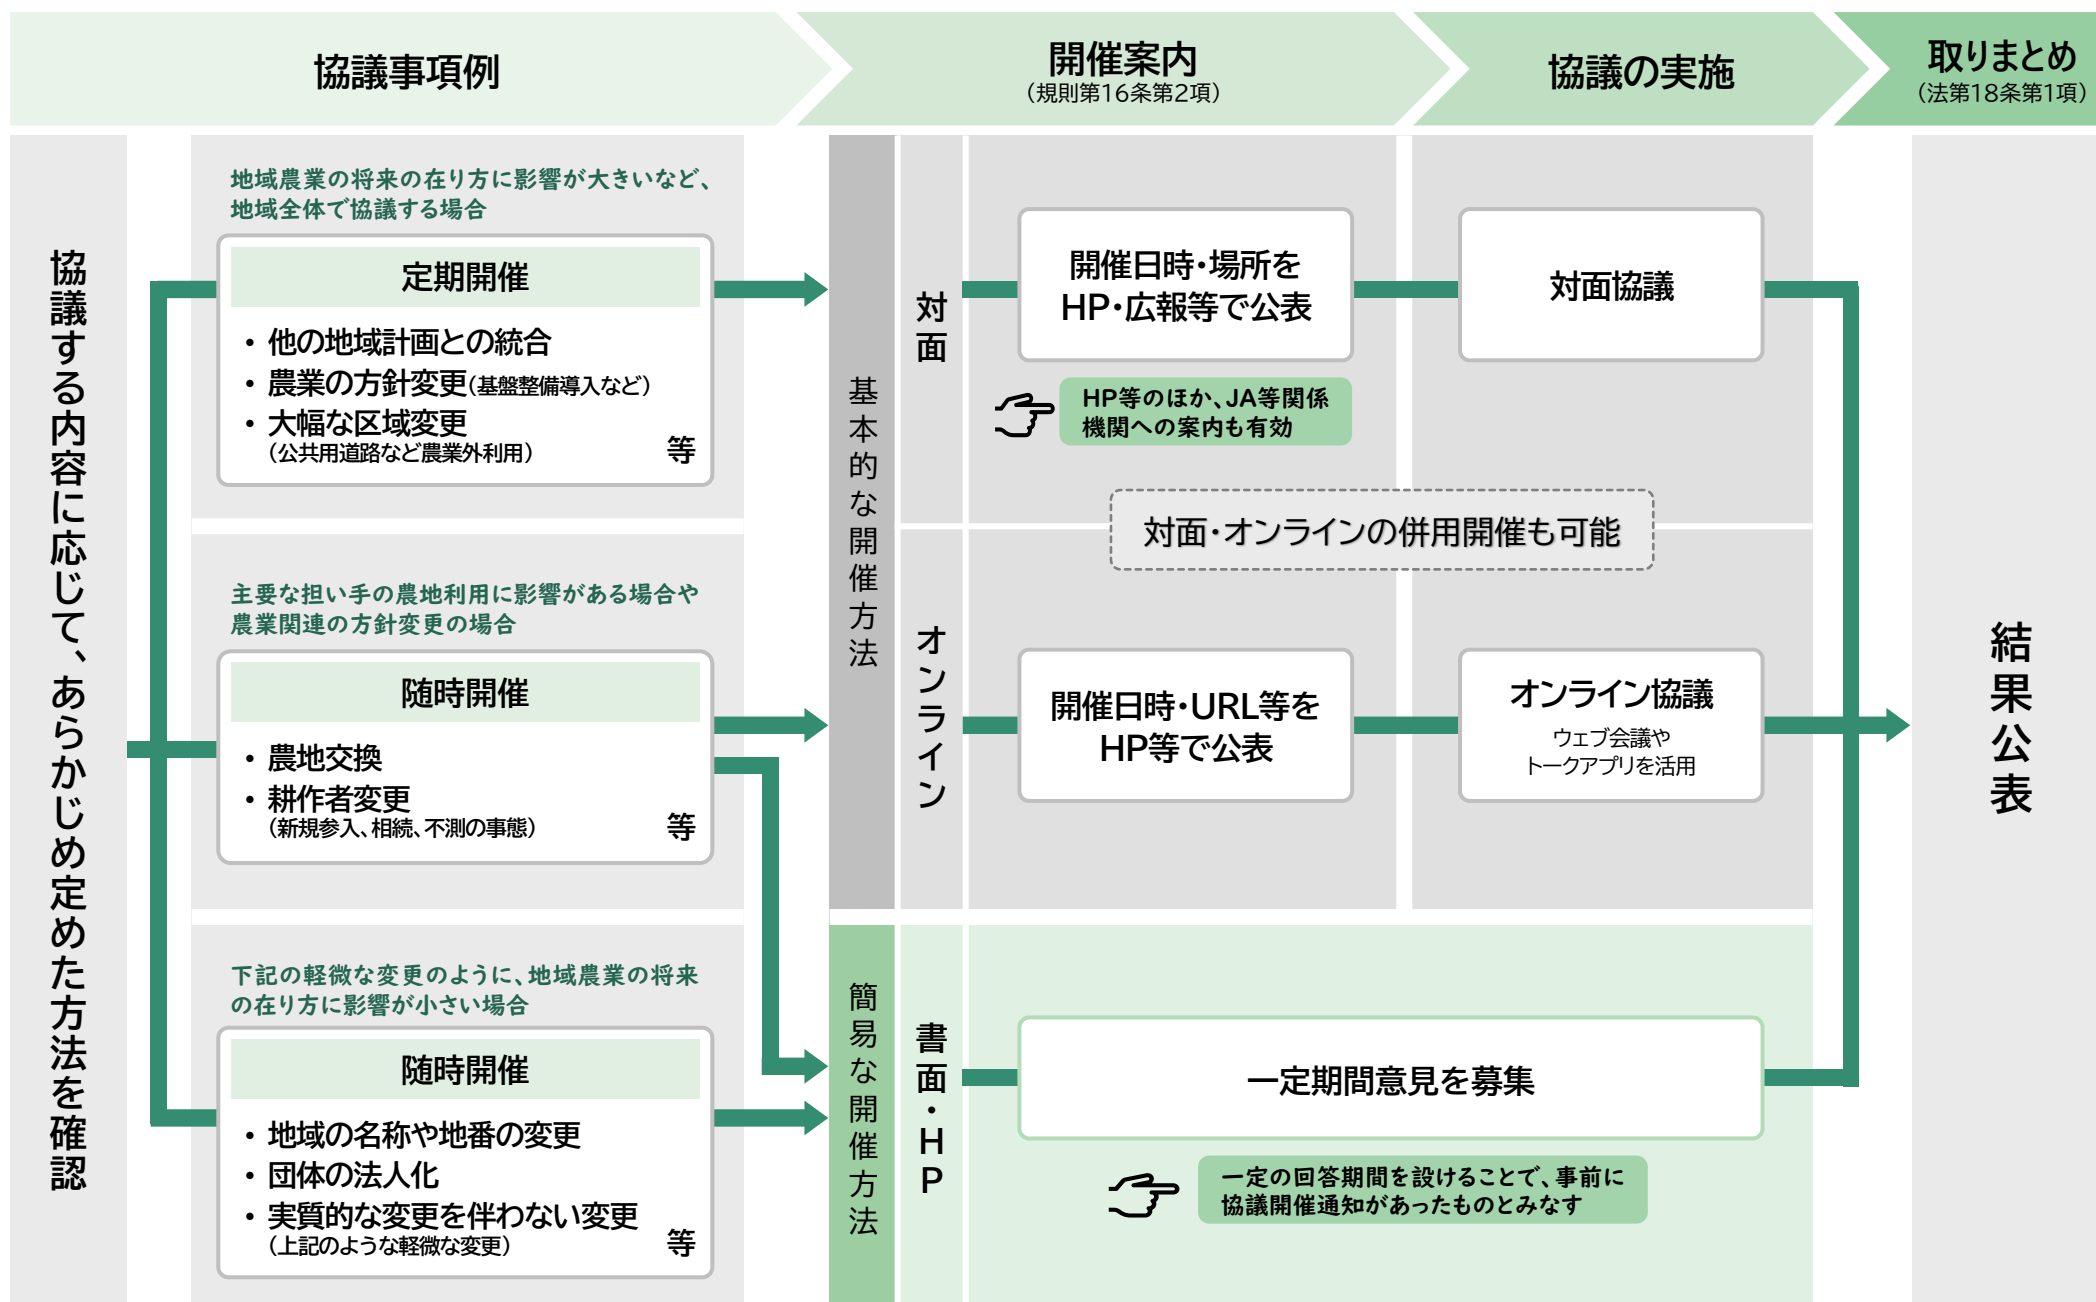 協議事項例
開催案内
（規則第16条第2項）
協議の実施
取りまとめ
（法第18条第1項）
協議する内容に応じて、あらかじめ定めた方法を確認
地域農業の将来の在り方に影響が大きいなど、
地域全体で協議する場合
定期開催
・他の地域計画との統合
・農業の方針変更（基盤整備導入など）
・大幅な区域変更
（公共用道路など農業外利用）
等
主要な担い手の農地利用に影響がある場合や
農業関連の方針変更の場合
随時開催
・農地交換
・耕作者変更
（新規参入、相続、不測の事態）
等
下記の軽微な変更のように、地域農業の将来
の在り方に影響が小さい場合
随時開催
・地域の名称や地番の変更
・団体の法人化
・実質的な変更を伴わない変更
（上記のような軽微な変更）
等
基本的な開催方法
対面
開催日時・場所を
HP・広報等で公表
HP等のほか、JA等関係
機関への案内も有効
対面協議
対面・オンラインの併用開催も可能
オンライン
開催日時・URL等を
HP等で公表
オンライン協議
ウェブ会議や
トークアプリを活用
簡易な開催方法
書面・HP
一定期間意見を募集
一定の回答期間を設けることで、事前に
協議開催通知があったものとみなす
結果公表